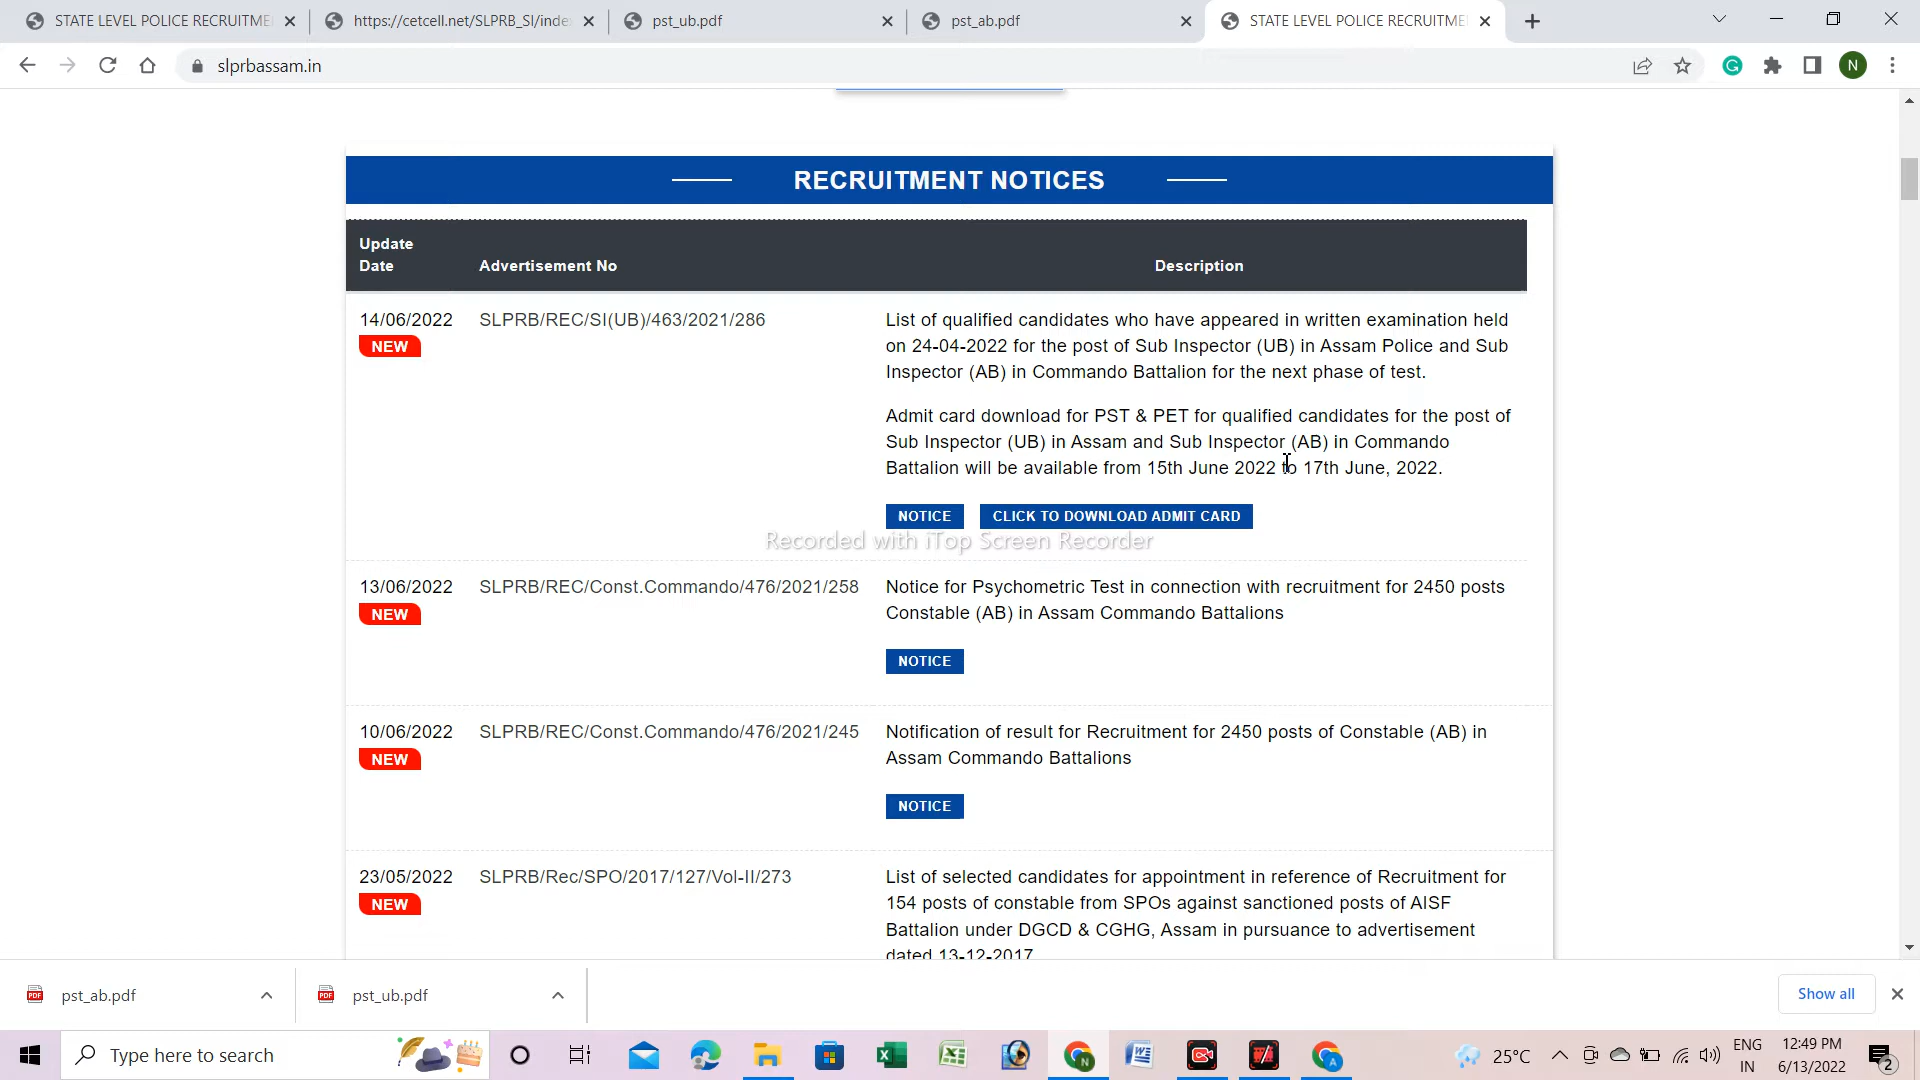 STATE LEVEL POLICE RECRUITME
https://cetcell.net/SLPRB_SI/inde
pst_ub.pdf
pst_ab.pdf
STATE LEVEL POLICE RECRUITME
slprbassam.in
N
RECRUITMENT NOTICES
Update
Date
Advertisement No
Description
14/06/2022
NEW
SLPRB/REC/SI(UB)/463/2021/286
List of qualified candidates who have appeared in written examination held
on 24-04-2022 for the post of Sub Inspector (UB) in Assam Police and Sub
Inspector (AB) in Commando Battalion for the next phase of test.
Admit card download for PST & PET for qualified candidates for the post of
Sub Inspector (UB) in Assam and Sub Inspector (AB) in Commando
Battalion will be available from 15th June 2022 to 17th June, 2022.
NOTICE
CLICK TO DOWNLOAD ADMIT CARD
Recorded with iTop Screen Recorder
13/06/2022
NEW
SLPRB/REC/Const.Commando/476/2021/258
Notice for Psychometric Test in connection with recruitment for 2450 posts
Constable (AB) in Assam Commando Battalions
NOTICE
10/06/2022
NEW
SLPRB/REC/Const.Commando/476/2021/245
Notification of result for Recruitment for 2450 posts of Constable (AB) in
Assam Commando Battalions
NOTICE
23/05/2022
NEW
SLPRB/Rec/SPO/2017/127/Vol-II/273
List of selected candidates for appointment in reference of Recruitment for
154 posts of constable from SPOs against sanctioned posts of AISF
Battalion under DGCD & CGHG, Assam in pursuance to advertisement
dated 13-12-2017
pst_ab.pdf
pst_ub.pdf
Show all
Type here to search
25°C
ENG
IN
12:49 PM
6/13/2022
2